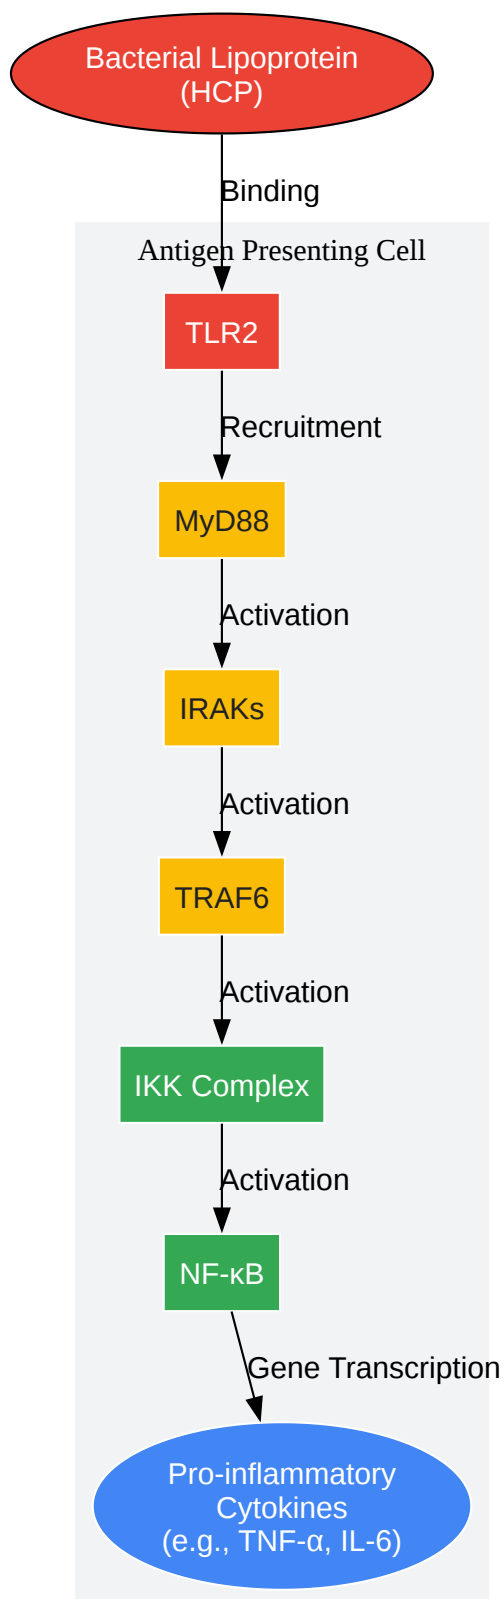 Bacterial Lipoprotein
(HCP)
Binding
Antigen Presenting Cell
TLR2
Recruitment
MyD88
Activation
IRAKs
Activation
TRAF6
Activation
IKK Complex
Activation
NF-κB
Gene Transcription
Pro-inflammatory
Cytokines
(e.g., TNF-α, IL-6)